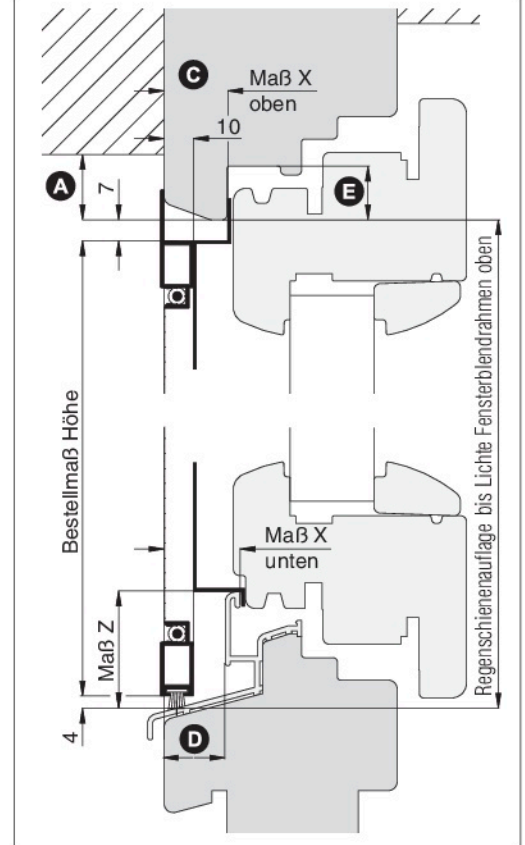 C
Maß X
oben
10
A
7
E
Bestellmaß Höhe
Regenschienenauflage bis Lichte Fensterblendrahmen oben
Maß X
unten
Maß Z
4
D